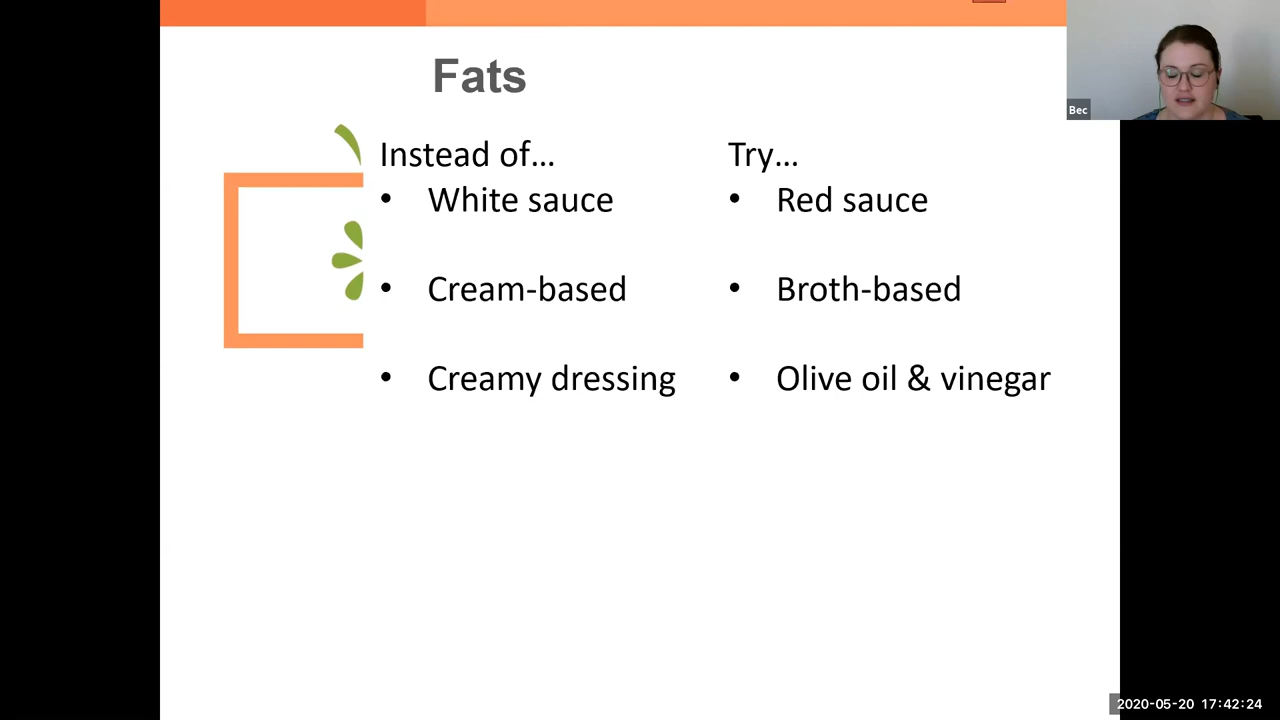 Fats
Instead of...
• White sauce
• Cream-based
• Creamy dressing
Try...
• Red sauce
• Broth-based
• Olive oil & vinegar
Bec
2020-05-20 17:42:24